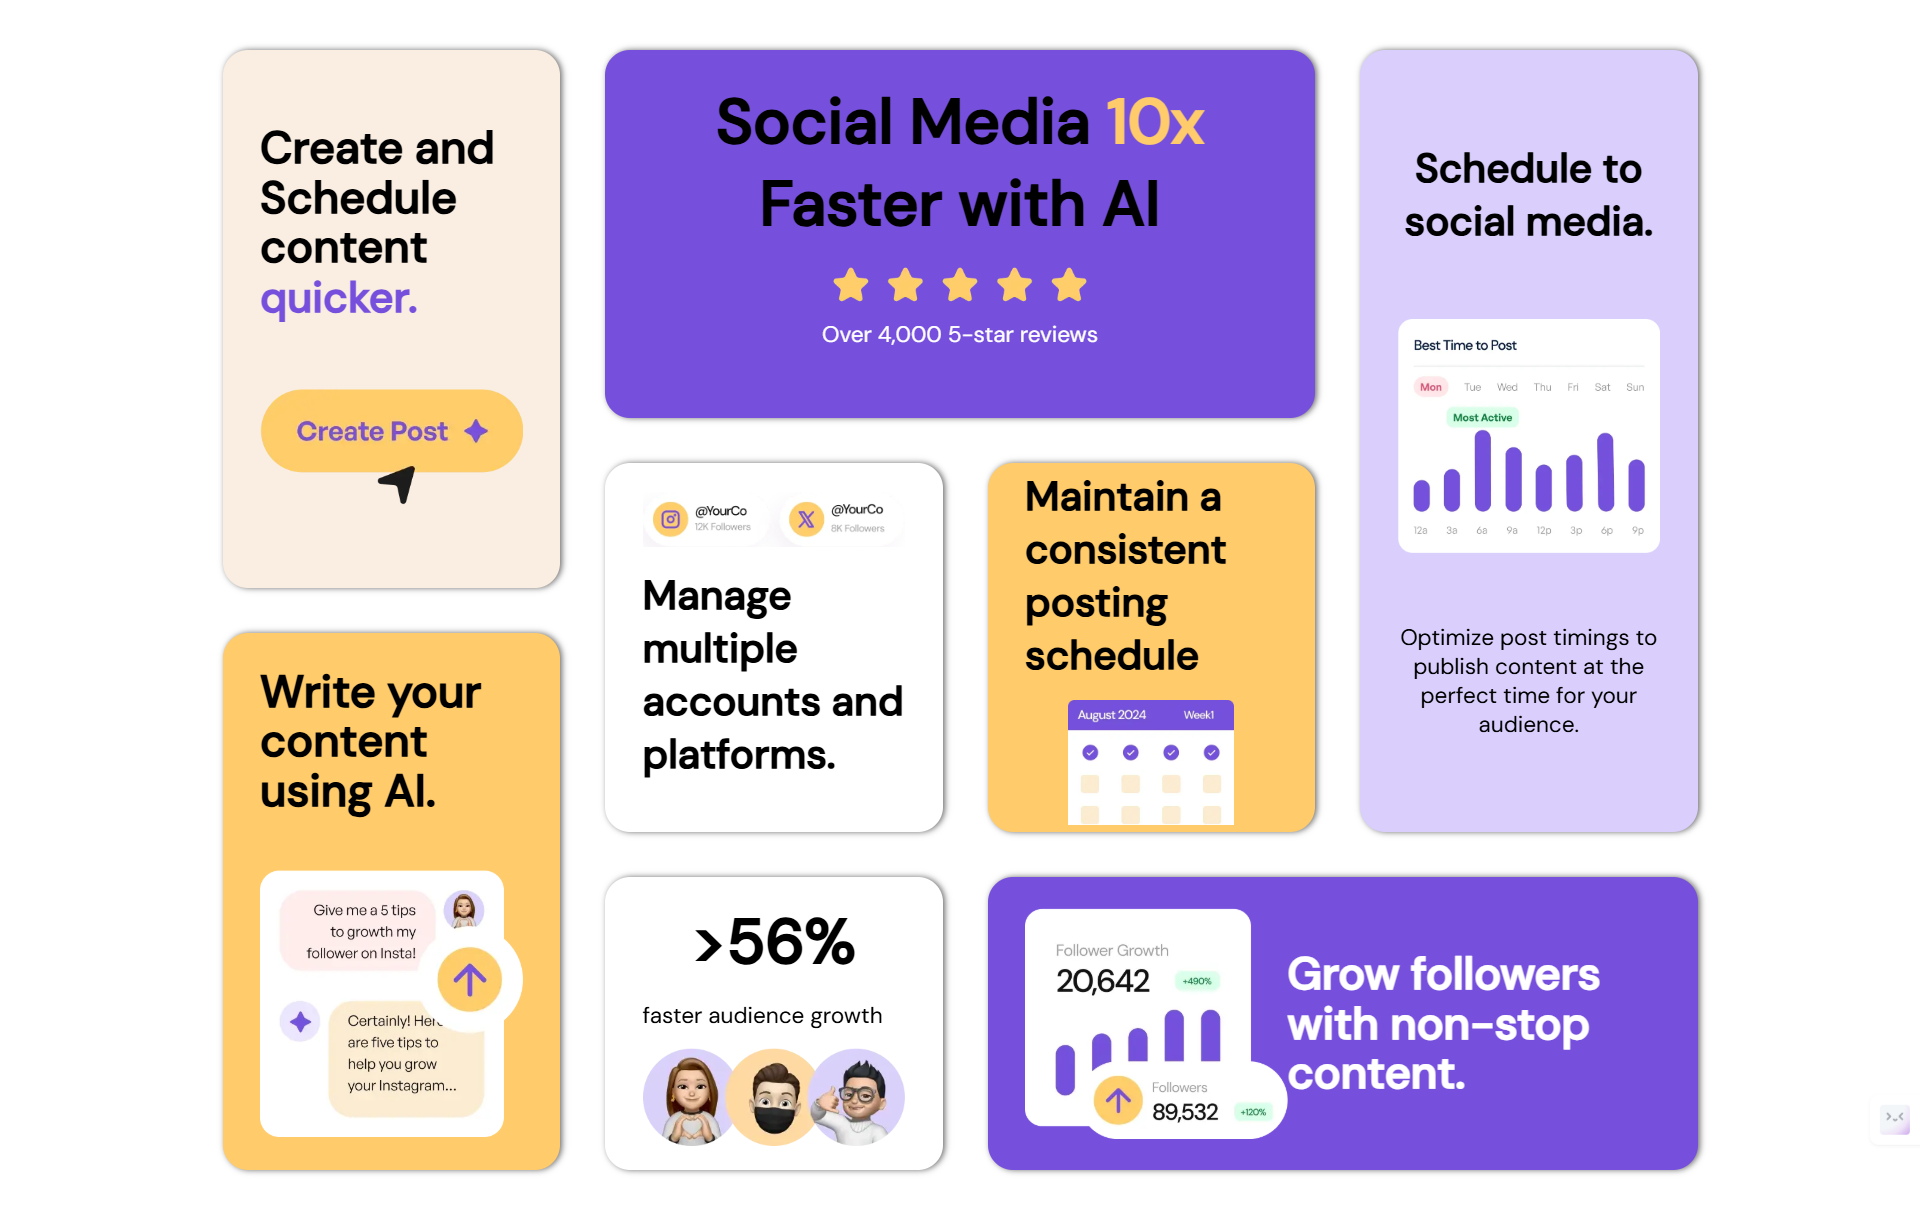 Create and
Schedule
content
quicker.
Create Post
Social Media 10x
Faster with AI
Over 4,000 5-star reviews
Schedule to
social media.
Best Time to Post
Mon Tue Wed Thu Fri Sat Sun
Most Active
12a 3a 6a 9a 12p 3p 6p 9p
Optimize post timings to
publish content at the
perfect time for your
audience.
@YourCo
12K Followers
@YourCo
8K Followers
Manage
multiple
accounts and
platforms.
Maintain a
consistent
posting
schedule
August 2024 Week1
Write your
content
using AI.
Give me a 5 tips
to growth my
follower on Insta!
Certainly! Here
are five tips to
help you grow
your Instagram...
>56%
faster audience growth
Follower Growth
20,642 +490%
Followers
89,532 +120%
Grow followers
with non-stop
content.